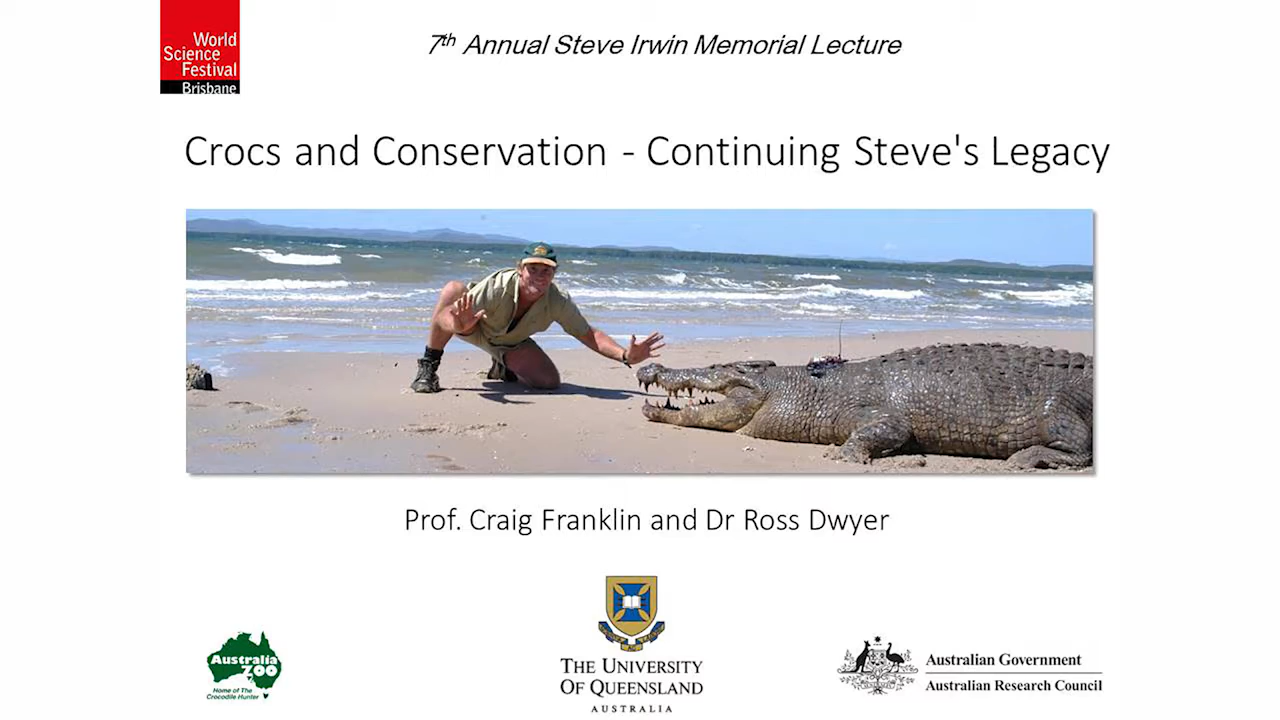 World
Science
Festival
Brisbane
7th Annual Steve Irwin Memorial Lecture
Crocs and Conservation - Continuing Steve's Legacy
Prof. Craig Franklin and Dr Ross Dwyer
Australia
ZOO
Home of The
Crocodile Hunter
THE UNIVERSITY
OF QUEENSLAND
AUSTRALIA
Australian Government
Australian Research Council